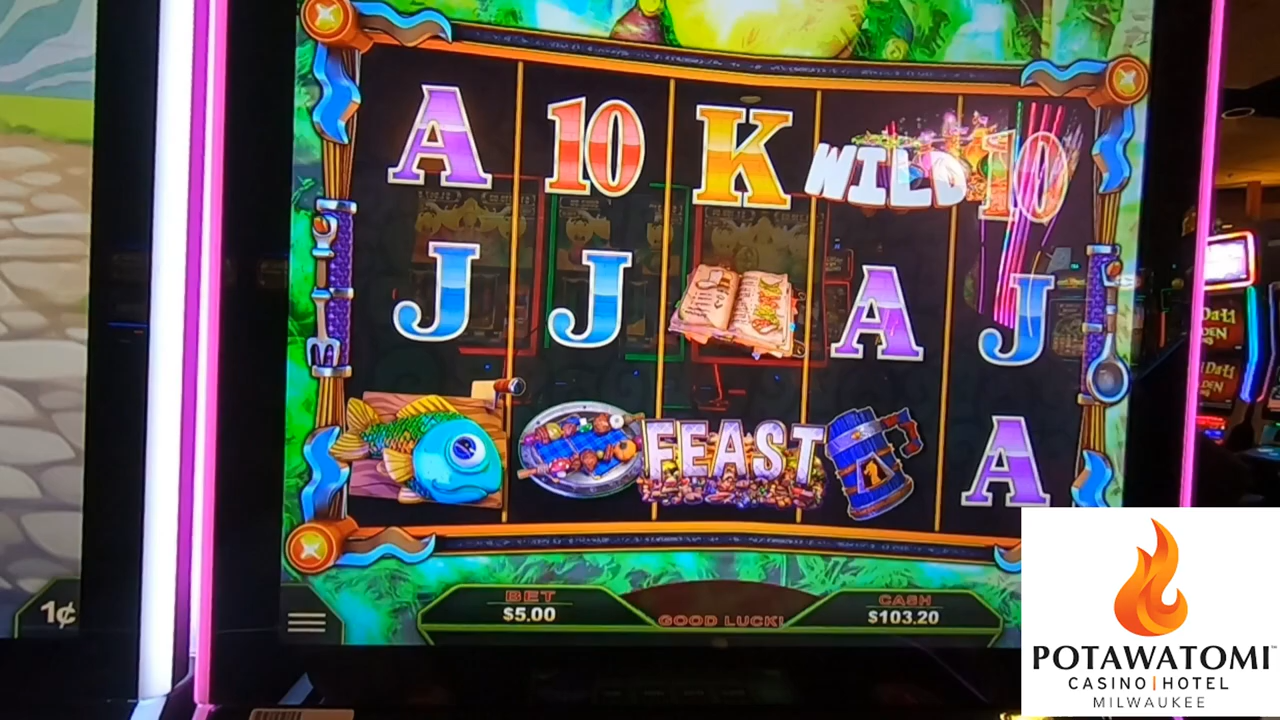 A 10 K WILD 10
J J A J
FEAST A
BET
$5.00
GOOD LUCK!
CASH
$103.20
1¢
POTAWATOMI
CASINO | HOTEL
MILWAUKEE